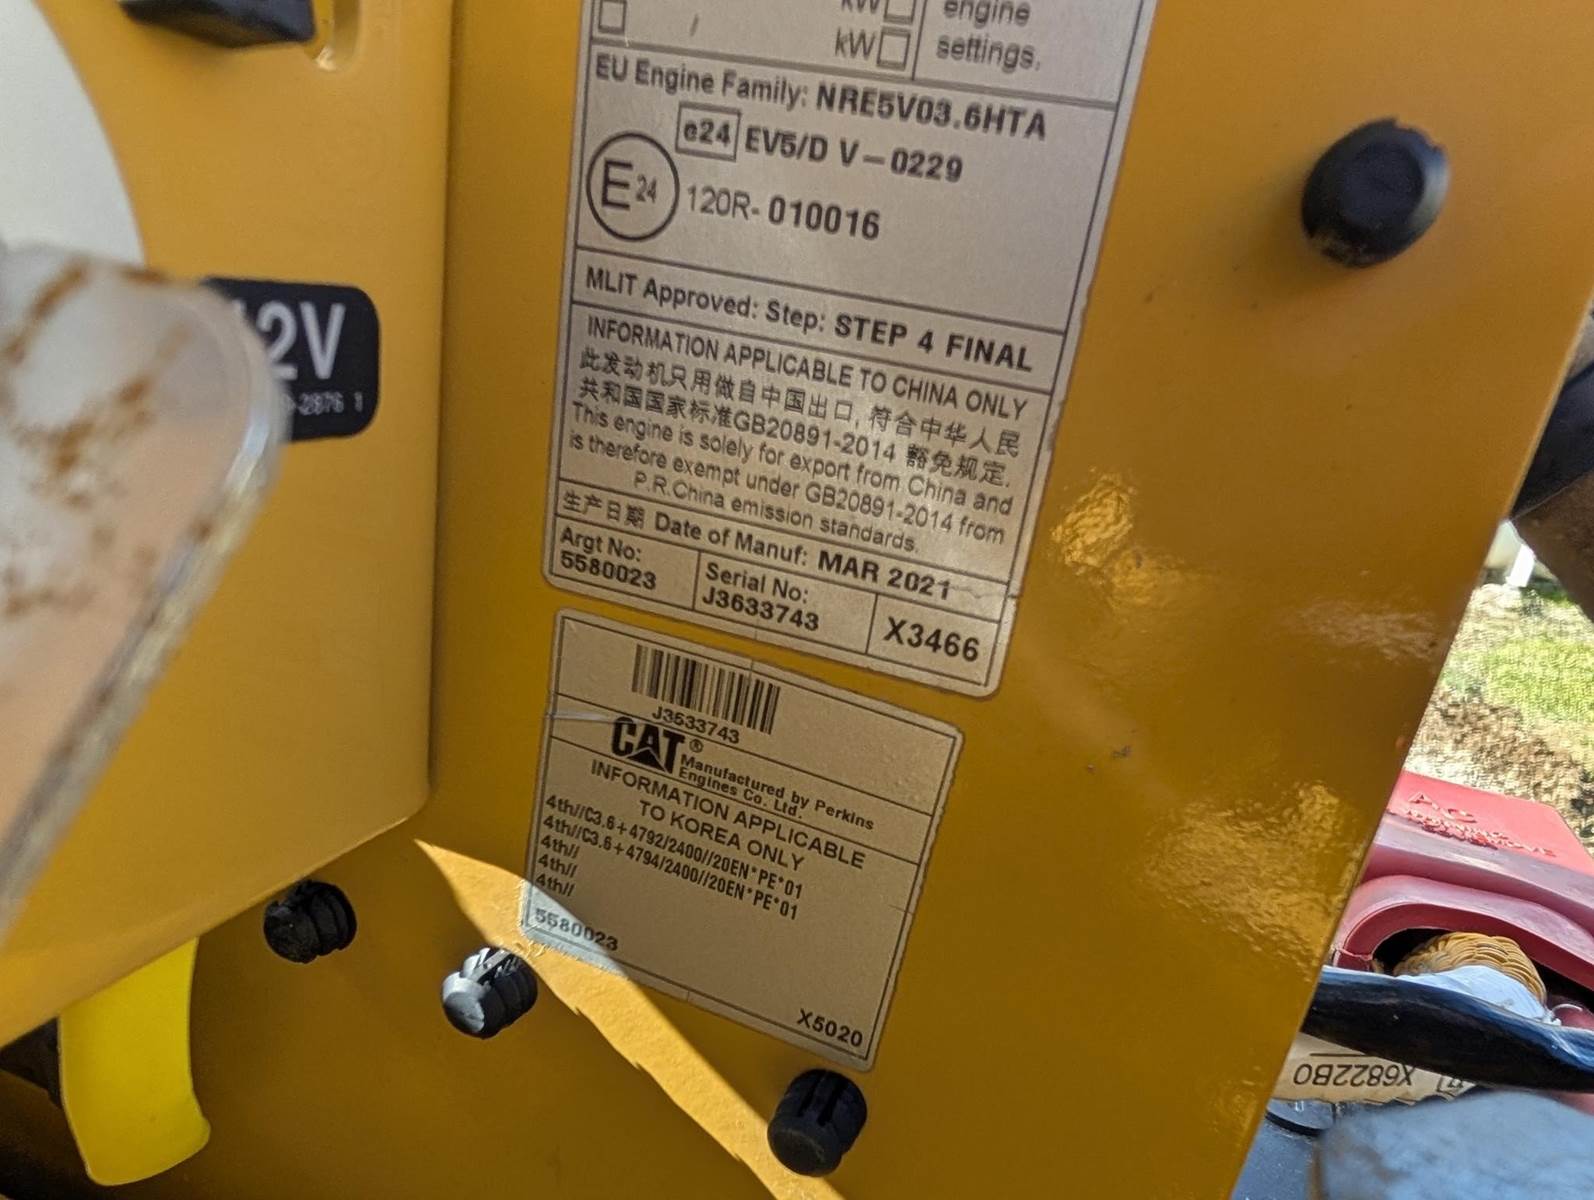 kW
engine
/
kW
settings.
EU Engine Family: NRE5V03.6HTA
e24 EV5/D V-0229
E24 120R-010016
MLIT Approved: Step: STEP 4 FINAL
INFORMATION APPLICABLE TO CHINA ONLY
此发动机只用做自中国出口, 符合中华人民
共和国国家标准GB20891-2014 豁免规定.
This engine is solely for export from China and
is therefore exempt under GB20891-2014 from
P.R.China emission standards.
生产日期 Date of Manuf: MAR 2021
Argt No:
5580023
Serial No:
J3633743
X3466
J3633743
CAT®
Manufactured by Perkins
Engines Co. Ltd.
INFORMATION APPLICABLE
TO KOREA ONLY
4th//C3.6+4792/2400//20EN*PE*01
4th//C3.6+4794/2400//20EN*PE*01
4th//
4th//
4th//
5580023
X5020
2V
-2876 1
X6822B0